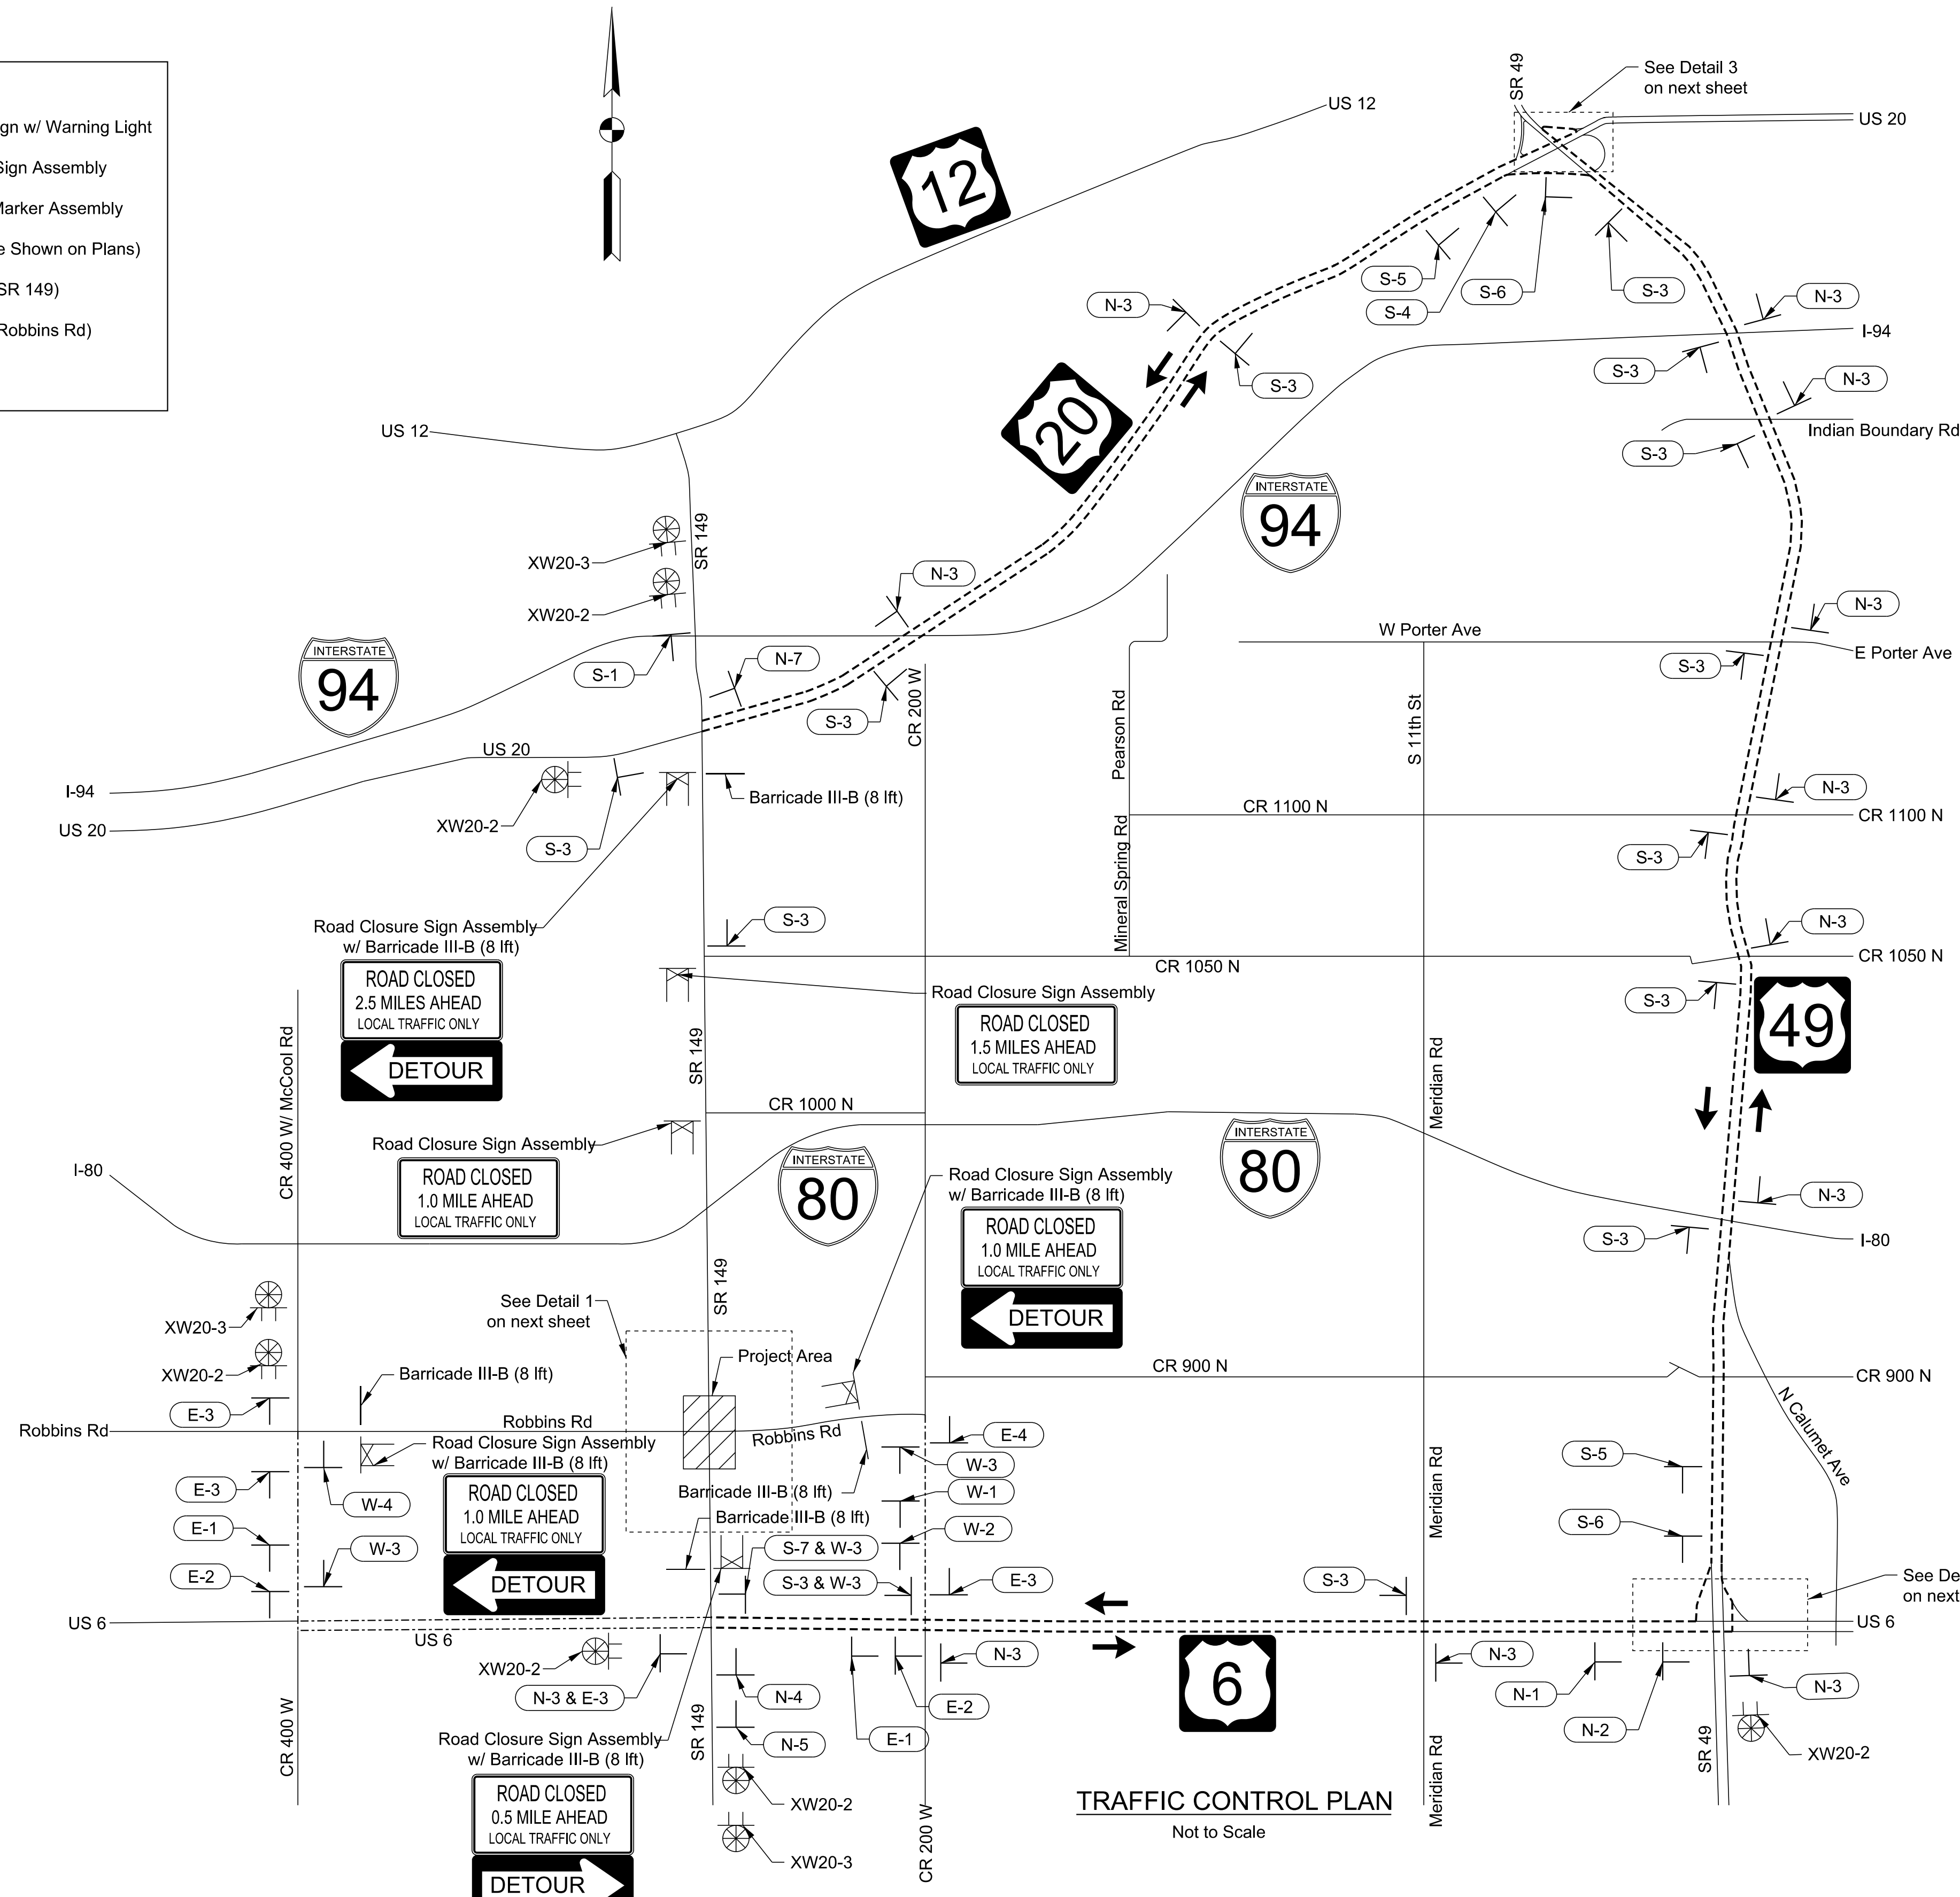 gn w/ Warning Light
Sign Assembly
Marker Assembly
e Shown on Plans)
SR 149)
Robbins Rd)
SR 49
See Detail 3
on next sheet
US 12
US 20
12
S-5
S-4
S-6
S-3
N-3
N-3
I-94
S-3
S-3
N-3
20
US 12
Indian Boundary Rd
S-3
INTERSTATE
94
XW20-3
SR 149
XW20-2
N-3
N-3
W Porter Ave
E Porter Ave
INTERSTATE
94
S-1
N-7
S-3
S-3
CR 200 W
Pearson Rd
S 11th St
US 20
I-94
US 20
XW20-2
S-3
Barricade III-B (8 lft)
N-3
CR 1100 N
CR 1100 N
S-3
Mineral Spring Rd
Road Closure Sign Assembly
w/ Barricade III-B (8 lft)
S-3
N-3
CR 1050 N
CR 1050 N
ROAD CLOSED
2.5 MILES AHEAD
LOCAL TRAFFIC ONLY
DETOUR
Road Closure Sign Assembly
ROAD CLOSED
1.5 MILES AHEAD
LOCAL TRAFFIC ONLY
S-3
49
CR 400 W/ McCool Rd
SR 149
Meridian Rd
CR 1000 N
Road Closure Sign Assembly
ROAD CLOSED
1.0 MILE AHEAD
LOCAL TRAFFIC ONLY
I-80
INTERSTATE
80
Road Closure Sign Assembly
w/ Barricade III-B (8 lft)
ROAD CLOSED
1.0 MILE AHEAD
LOCAL TRAFFIC ONLY
DETOUR
INTERSTATE
80
N-3
S-3
I-80
SR 149
See Detail 1
on next sheet
XW20-3
XW20-2
Project Area
Barricade III-B (8 lft)
CR 900 N
CR 900 N
N Calumet Ave
E-3
Robbins Rd
Robbins Rd
Robbins Rd
Road Closure Sign Assembly
w/ Barricade III-B (8 lft)
E-4
W-3
Meridian Rd
S-5
E-3
W-4
ROAD CLOSED
1.0 MILE AHEAD
LOCAL TRAFFIC ONLY
DETOUR
Barricade III-B (8 lft)
W-1
Barricade III-B (8 lft)
W-2
S-6
E-1
W-3
S-7 & W-3
E-2
S-3 & W-3
E-3
S-3
See De
on next
US 6
US 6
US 6
XW20-2
N-3 & E-3
N-4
N-3
E-2
6
N-3
N-1
N-2
N-3
CR 400 W
SR 149
Road Closure Sign Assembly
w/ Barricade III-B (8 lft)
N-5
E-1
SR 49
XW20-2
ROAD CLOSED
0.5 MILE AHEAD
LOCAL TRAFFIC ONLY
DETOUR
XW20-2
XW20-3
CR 200 W
Meridian Rd
TRAFFIC CONTROL PLAN
Not to Scale